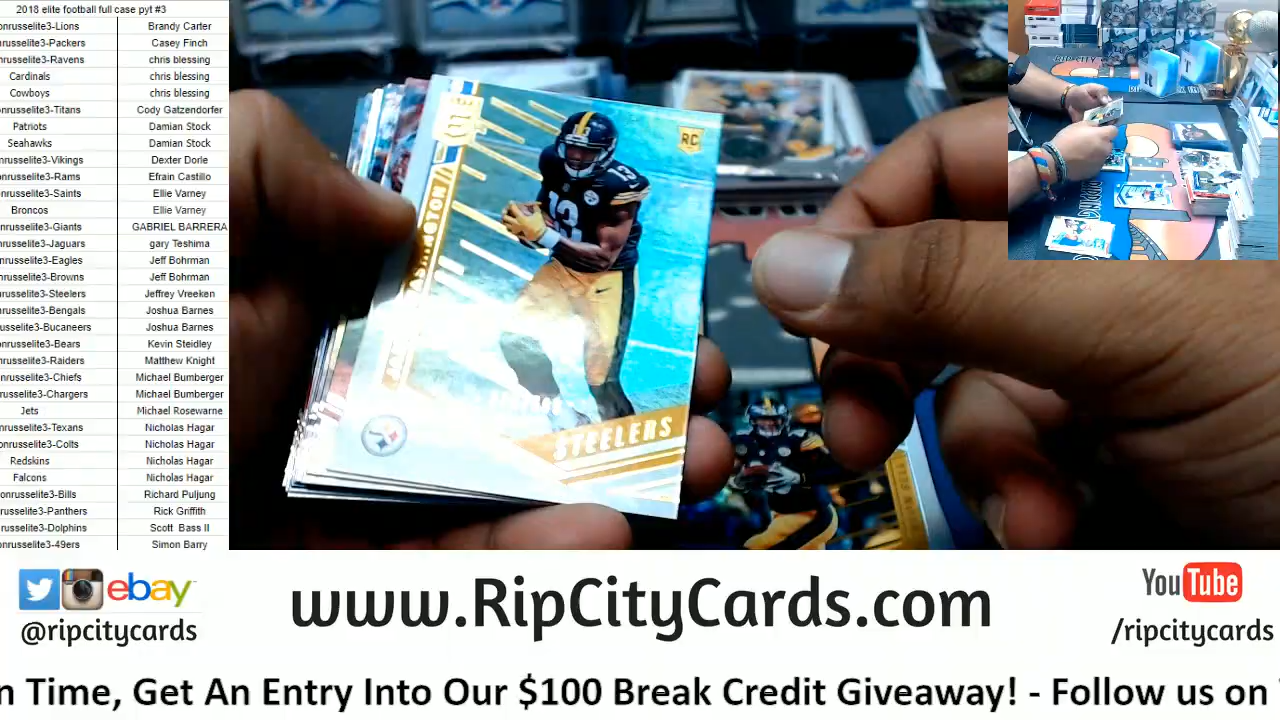 2018 elite football full case pyt #3
onrusselite3-Lions Brandy Carter
nrusselite3-Packers Casey Finch
nrusselite3-Ravens chris blessing
Cardinals chris blessing
Cowboys chris blessing
nrusselite3-Titans Cody Gatzendorfer
Patriots Damian Stock
Seahawks Damian Stock
nrusselite3-Vikings Dexter Dorle
nrusselite3-Rams Efrain Castillo
nrusselite3-Saints Ellie Varney
Broncos Ellie Varney
nrusselite3-Giants GABRIEL BARRERA
nrusselite3-Jaguars gary Teshima
nrusselite3-Eagles Jeff Bohrman
nrusselite3-Browns Jeff Bohrman
nrusselite3-Steelers Jeffrey Vreeken
nrusselite3-Bengals Joshua Barnes
russelite3-Bucaneers Joshua Barnes
nrusselite3-Bears Kevin Steidley
nrusselite3-Raiders Matthew Knight
nrusselite3-Chiefs Michael Bumberger
nrusselite3-Chargers Michael Bumberger
Jets Michael Rosewarne
nrusselite3-Texans Nicholas Hagar
onrusselite3-Colts Nicholas Hagar
Redskins Nicholas Hagar
Falcons Nicholas Hagar
onrusselite3-Bills Richard Puljung
nrusselite3-Panthers Rick Griffith
russelite3-Dolphins Scott Bass II
onrusselite3-49ers Simon Barry
RC
13
STEELERS
ebay
@ripcitycards
www.RipCityCards.com
YouTube
/ripcitycards
n Time, Get An Entry Into Our $100 Break Credit Giveaway! - Follow us on